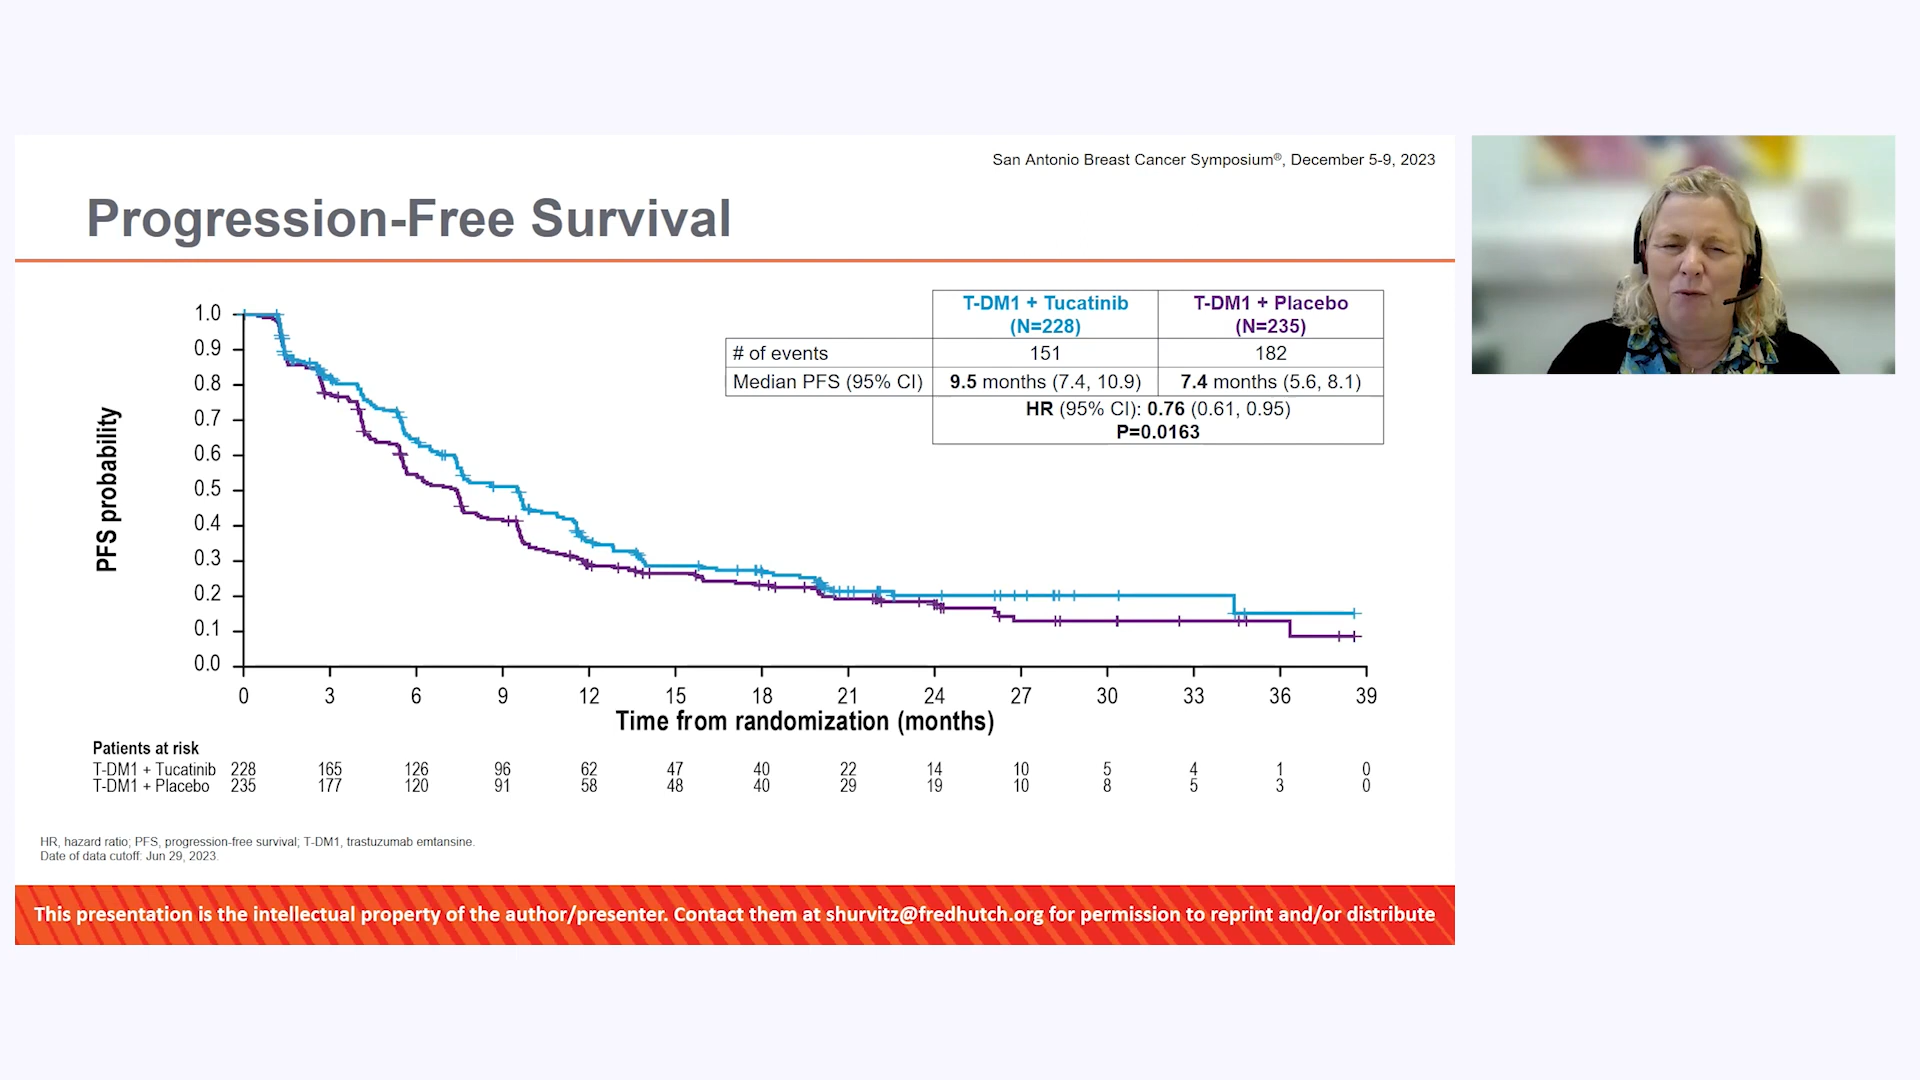 San Antonio Breast Cancer Symposium®, December 5-9, 2023
Progression-Free Survival
T-DM1 + Tucatinib (N=228) T-DM1 + Placebo (N=235)
# of events 151 182
Median PFS (95% CI) 9.5 months (7.4, 10.9) 7.4 months (5.6, 8.1)
HR (95% CI): 0.76 (0.61, 0.95)
P=0.0163
PFS probability
1.0
0.9
0.8
0.7
0.6
0.5
0.4
0.3
0.2
0.1
0.0
0 3 6 9 12 15 18 21 24 27 30 33 36 39
Time from randomization (months)
Patients at risk
T-DM1 + Tucatinib 228 165 126 96 62 47 40 22 14 10 5 4 1 0
T-DM1 + Placebo 235 177 120 91 58 48 40 29 19 10 8 5 3 0
HR, hazard ratio; PFS, progression-free survival; T-DM1, trastuzumab emtansine.
Date of data cutoff: Jun 29, 2023.
This presentation is the intellectual property of the author/presenter. Contact them at shurvitz@fredhutch.org for permission to reprint and/or distribute